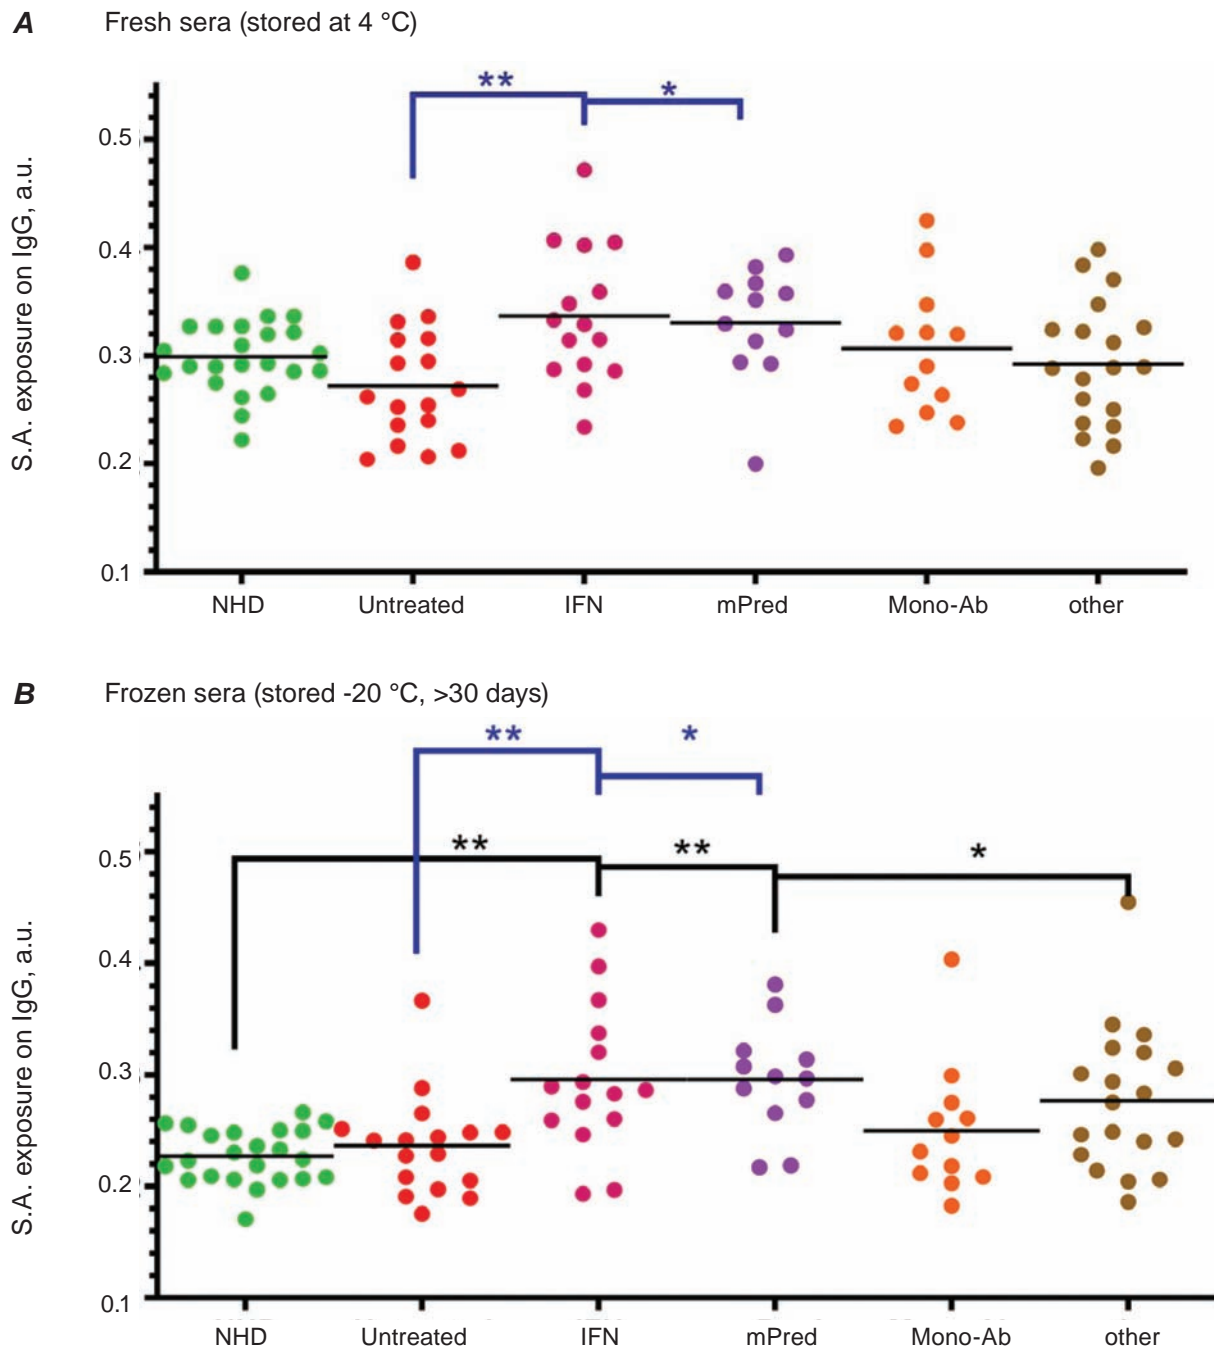 A Fresh sera (stored at 4 °C)
** *
S.A. exposure on IgG, a.u.
0.5
0.4
0.3
0.2
0.1
NHD Untreated IFN mPred Mono-Ab other
B Frozen sera (stored -20 °C, >30 days)
** *
** ** *
S.A. exposure on IgG, a.u.
0.5
0.4
0.3
0.2
0.1
NHD Untreated IFN mPred Mono-Ab other